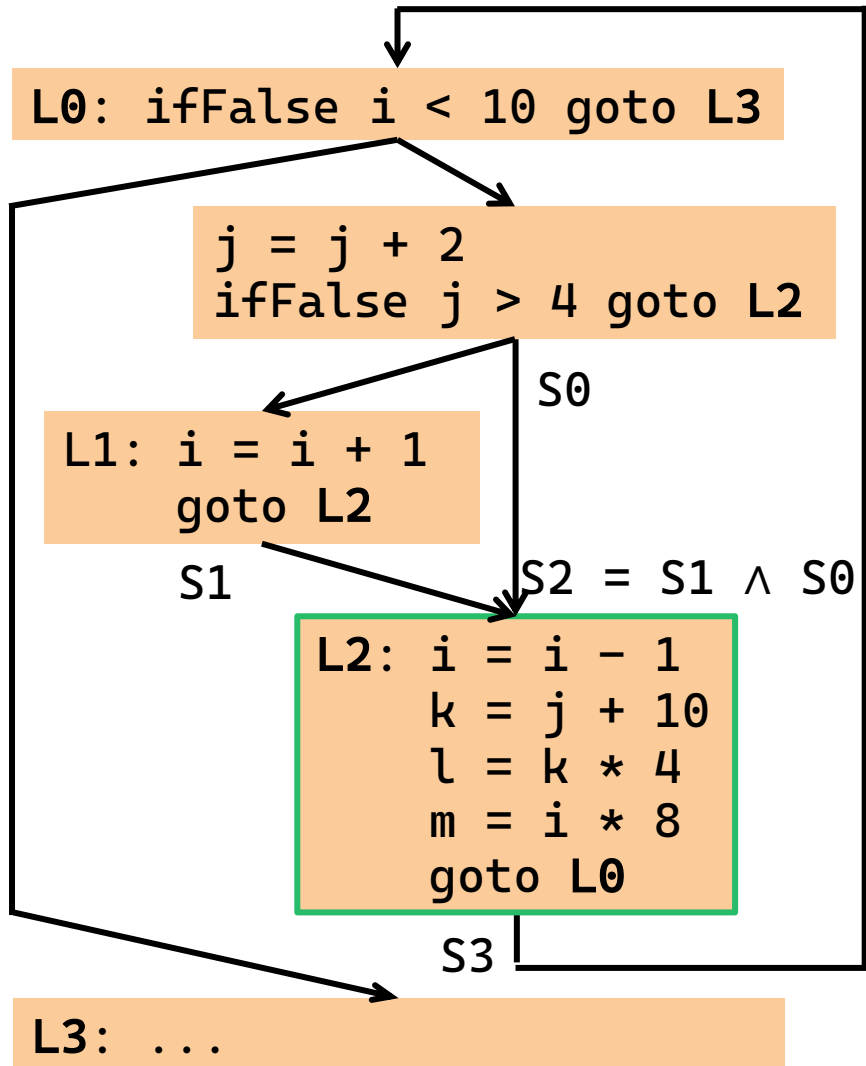 L0: ifFalse i < 10 goto L3
j = j + 2
ifFalse j > 4 goto L2
S0
L1: i = i + 1
goto L2
S1
S2 = S1 ∧ S0
L2: i = i − 1
k = j + 10
l = k * 4
m = i * 8
goto L0
S3
L3: ...